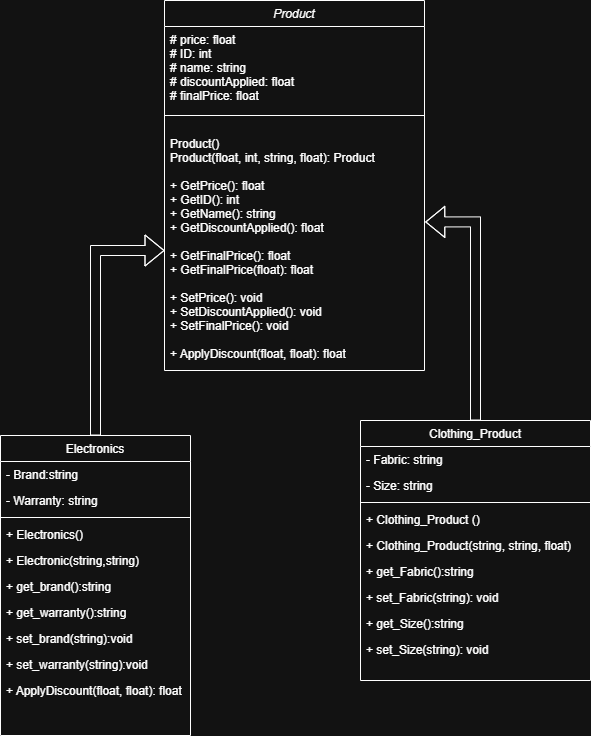 Product
# price: float
# ID: int
# name: string
# discountApplied: float
# finalPrice: float
Product()
Product(float, int, string, float): Product
+ GetPrice(): float
+ GetID(): int
+ GetName(): string
+ GetDiscountApplied(): float
+ GetFinalPrice(): float
+ GetFinalPrice(float): float
+ SetPrice(): void
+ SetDiscountApplied(): void
+ SetFinalPrice(): void
+ ApplyDiscount(float, float): float
Electronics
- Brand:string
- Warranty: string
+ Electronics()
+ Electronic(string,string)
+ get_brand():string
+ get_warranty():string
+ set_brand(string):void
+ set_warranty(string):void
+ ApplyDiscount(float, float): float
Clothing_Product
- Fabric: string
- Size: string
+ Clothing_Product ()
+ Clothing_Product(string, string, float)
+ get_Fabric():string
+ set_Fabric(string): void
+ get_Size():string
+ set_Size(string): void